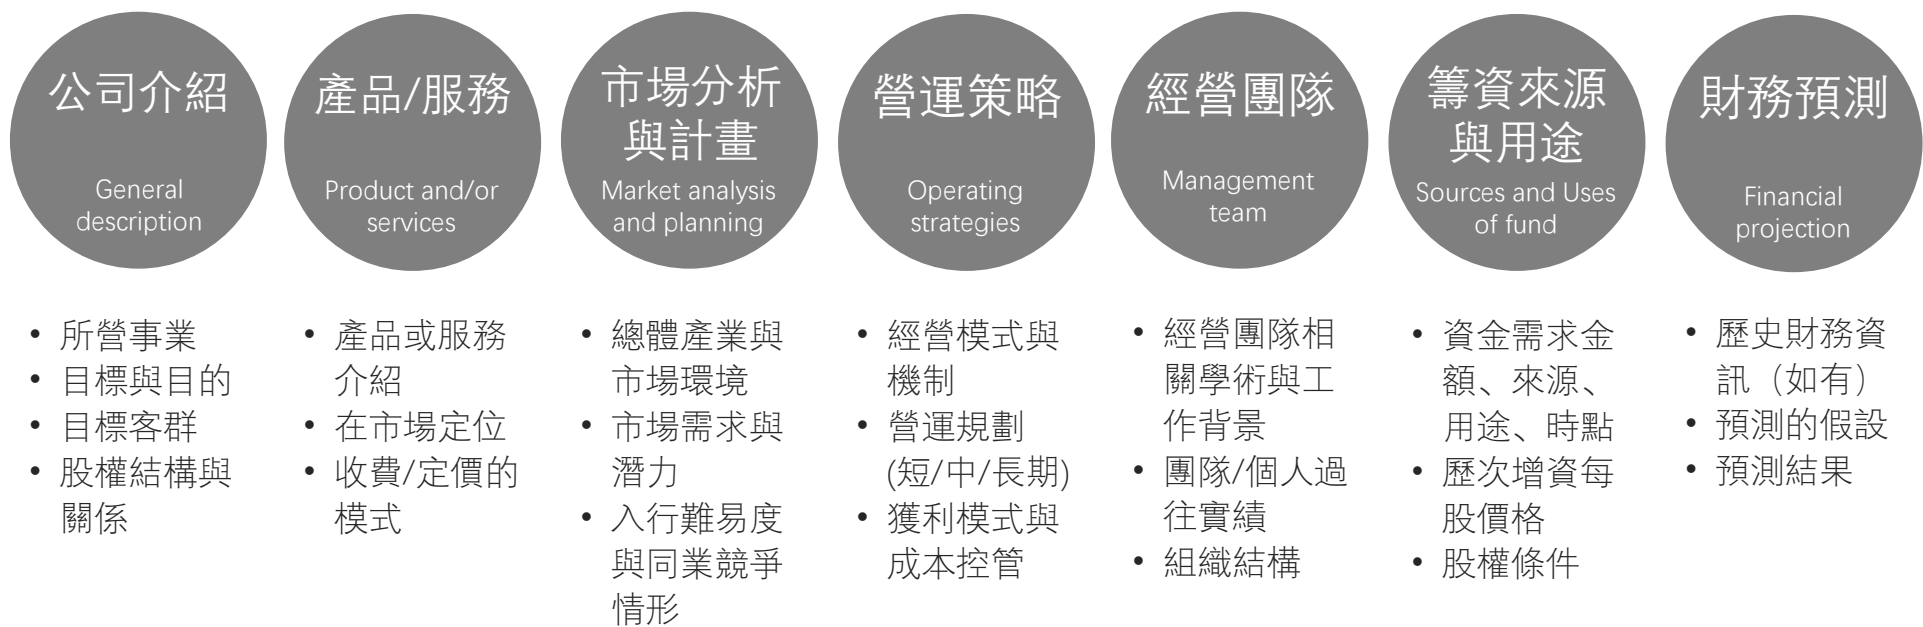 公司介紹
General
description
產品/服務
Product and/or
services
市場分析
與計畫
Market analysis
and planning
營運策略
Operating
strategies
經營團隊
Management
team
籌資來源
與用途
Sources and Uses
of fund
財務預測
Financial
projection
• 所營事業
• 目標與目的
• 目標客群
• 股權結構與
關係
• 產品或服務
介紹
• 在市場定位
• 收費/定價的
模式
• 總體產業與
市場環境
• 市場需求與
潛力
• 入行難易度
與同業競爭
情形
• 經營模式與
機制
• 營運規劃
(短/中/長期)
• 獲利模式與
成本控管
• 經營團隊相
關學術與工
作背景
• 團隊/個人過
往實績
• 組織結構
• 資金需求金
額、來源、
用途、時點
• 歷次增資每
股價格
• 股權條件
• 歷史財務資
訊（如有）
• 預測的假設
• 預測結果